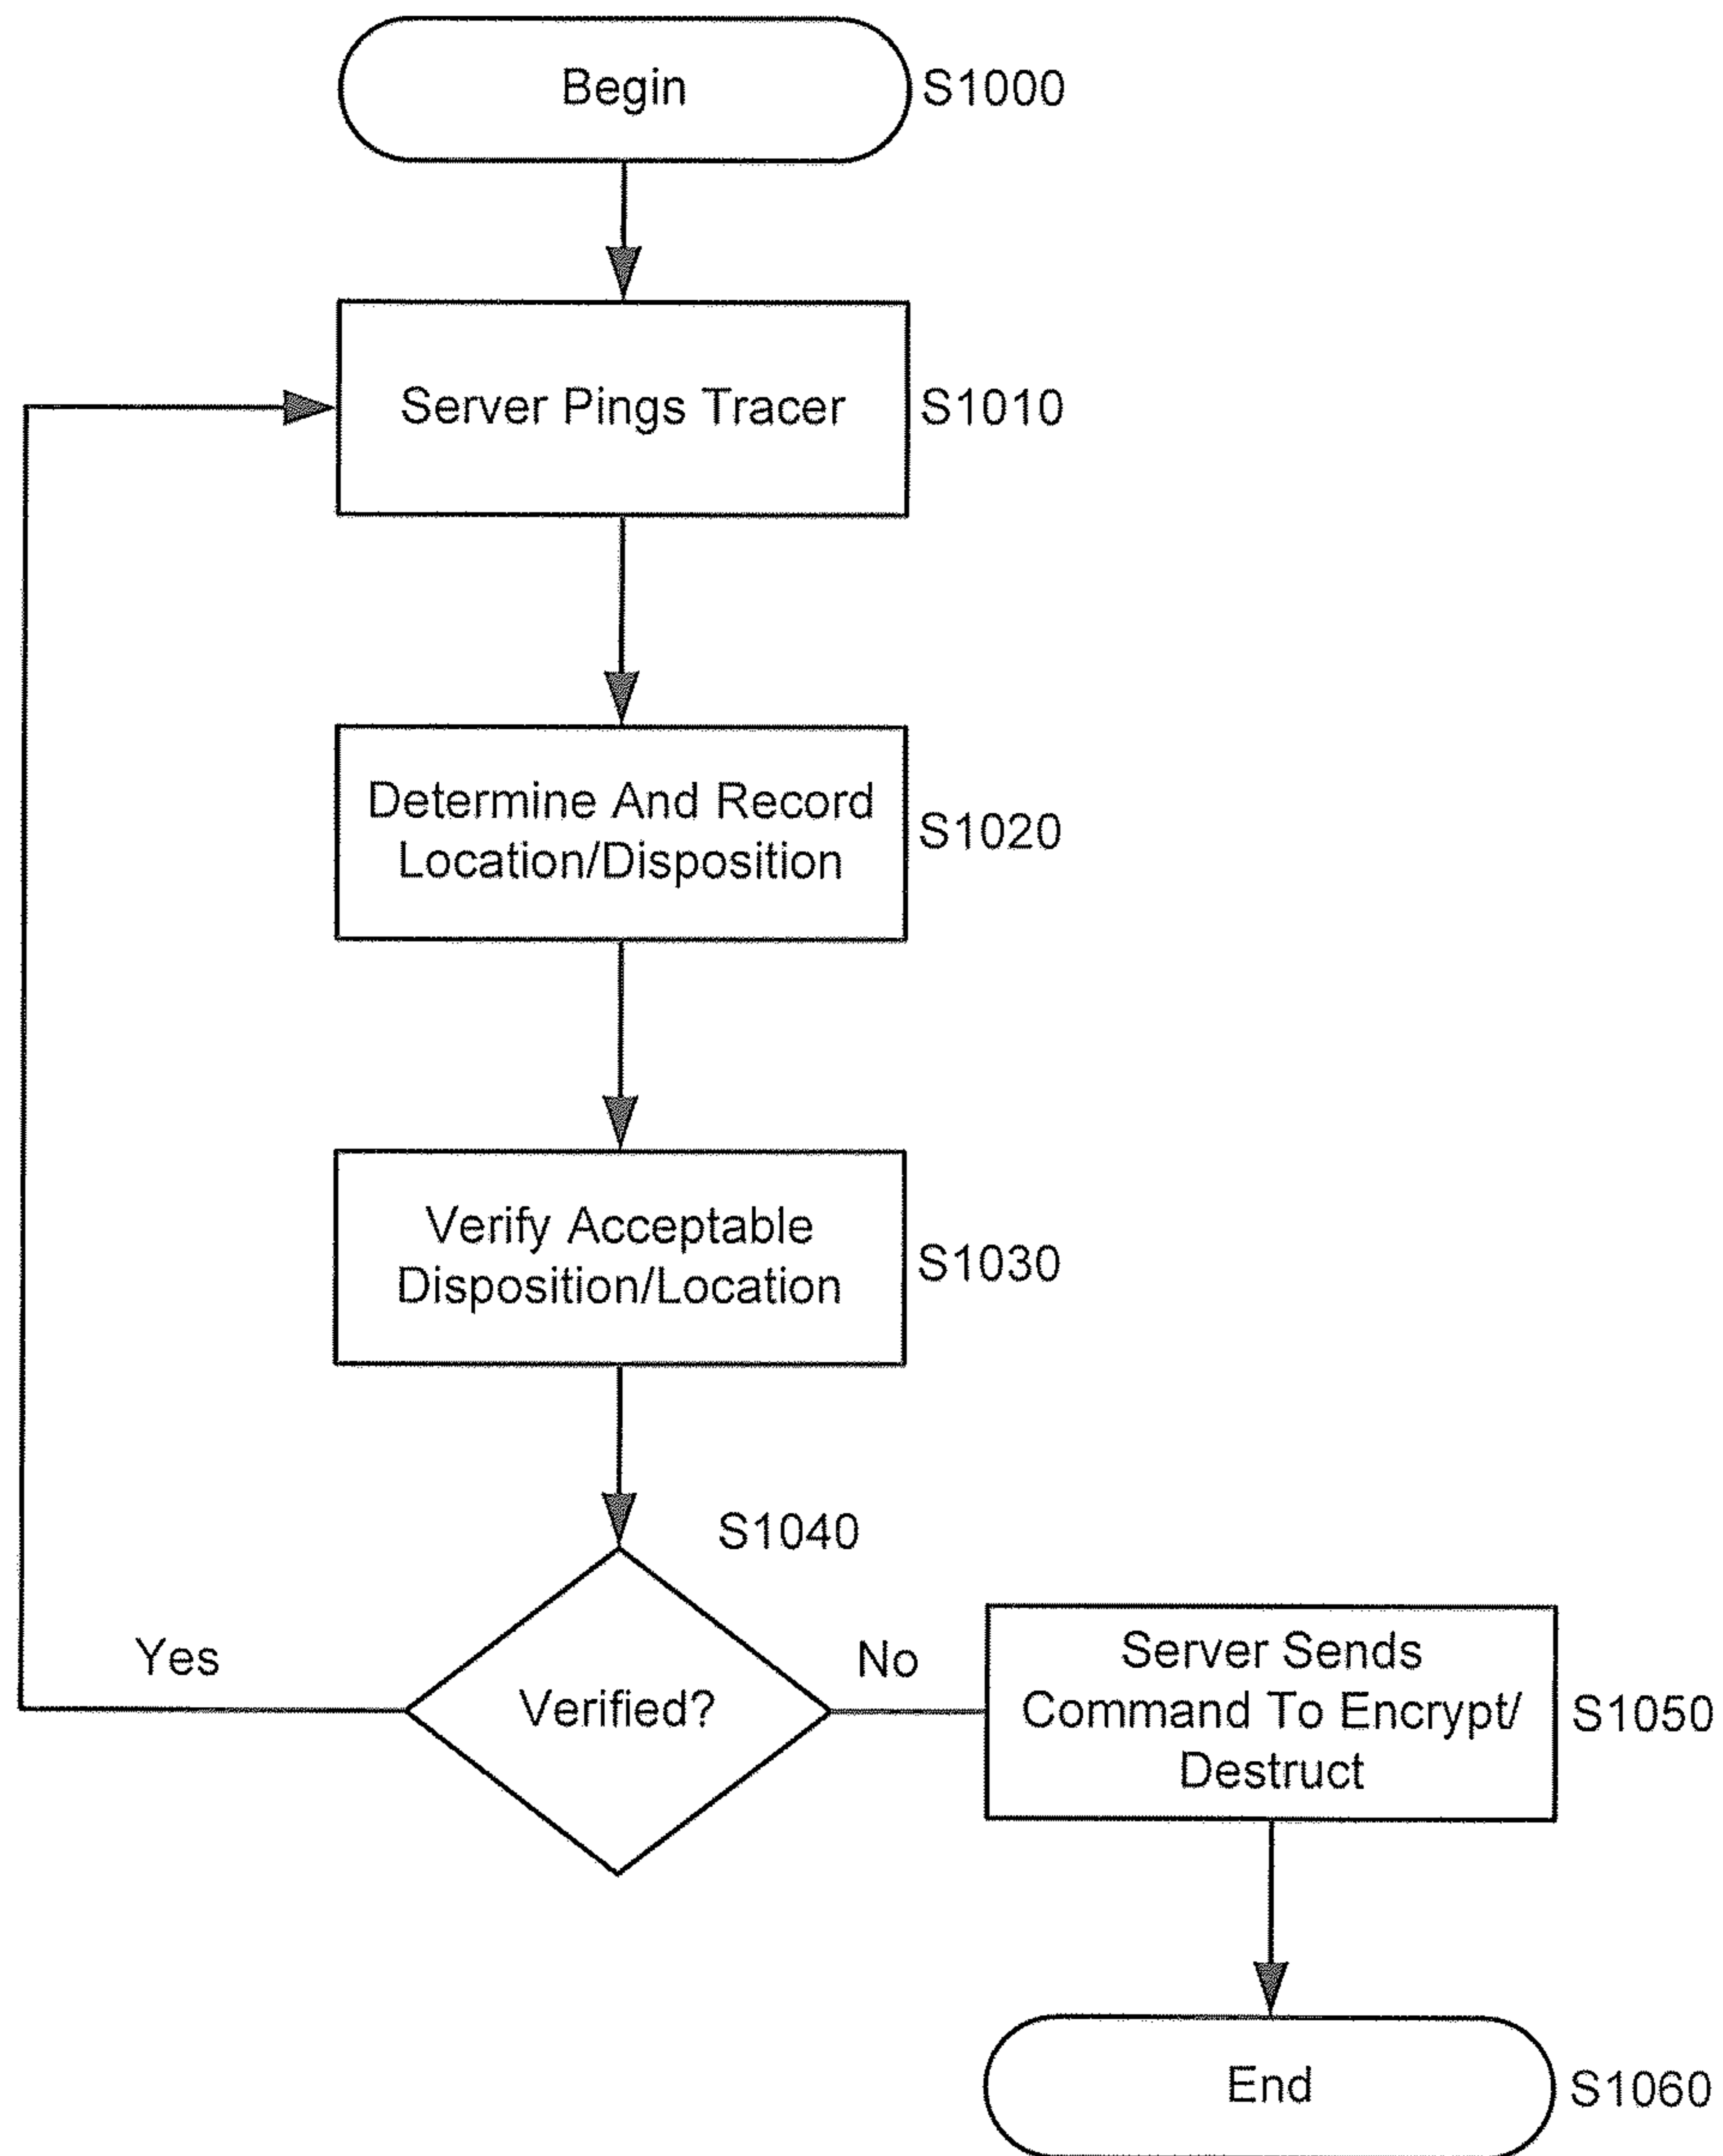 Begin
S1000
Server Pings Tracer
S1010
Determine And Record
Location/Disposition
S1020
Verify Acceptable
Disposition/Location
S1030
S1040
Verified?
Yes
No
Server Sends
Command To Encrypt/
Destruct
S1050
End
S1060